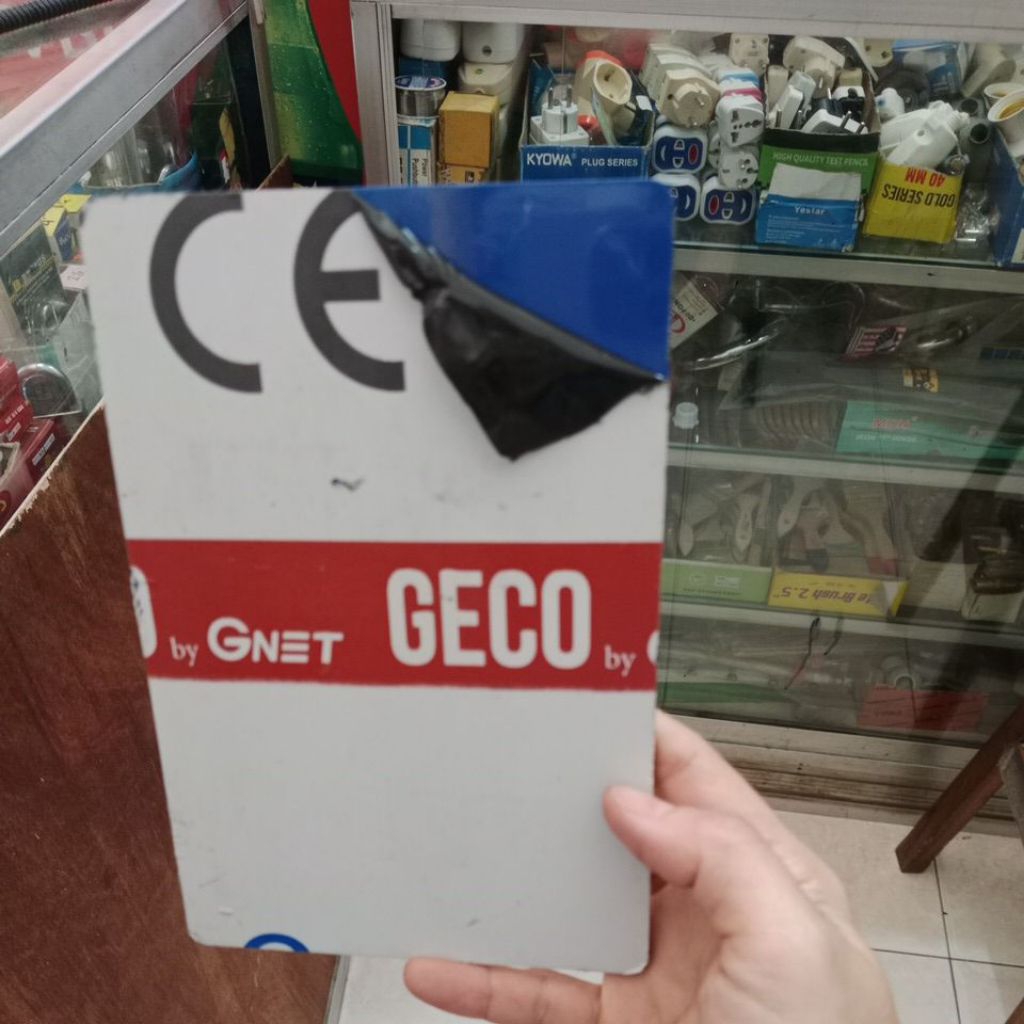 CE
by GNET GECO by
KYOWA PLUG SERIES
HIGH QUALITY TEST PENCIL
Yestar
GOLD SERIES
40 MM
Brush 2.5"